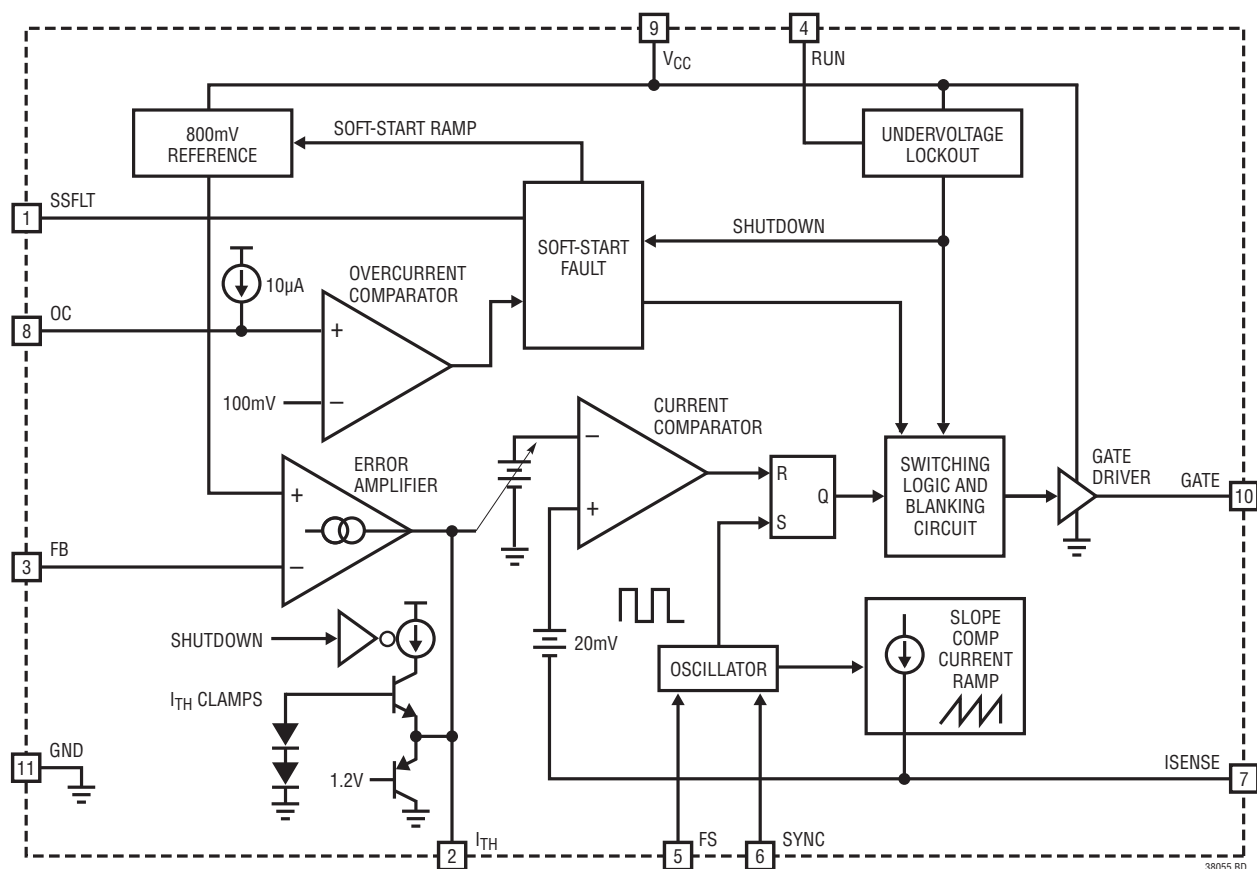 9
4
VCC
RUN
800mV
REFERENCE
SOFT-START RAMP
UNDERVOLTAGE
LOCKOUT
1
SSFLT
SOFT-START
FAULT
SHUTDOWN
10µA
OVERCURRENT
COMPARATOR
8
OC
+
100mV
–
CURRENT
COMPARATOR
ERROR
AMPLIFIER
–
+
R
S
Q
SWITCHING
LOGIC AND
BLANKING
CIRCUIT
GATE
DRIVER
GATE
10
+
–
3
FB
SHUTDOWN
20mV
OSCILLATOR
SLOPE
COMP
CURRENT
RAMP
ITH CLAMPS
11
GND
1.2V
ISENSE
7
2
ITH
5
FS
6
SYNC
38055 BD